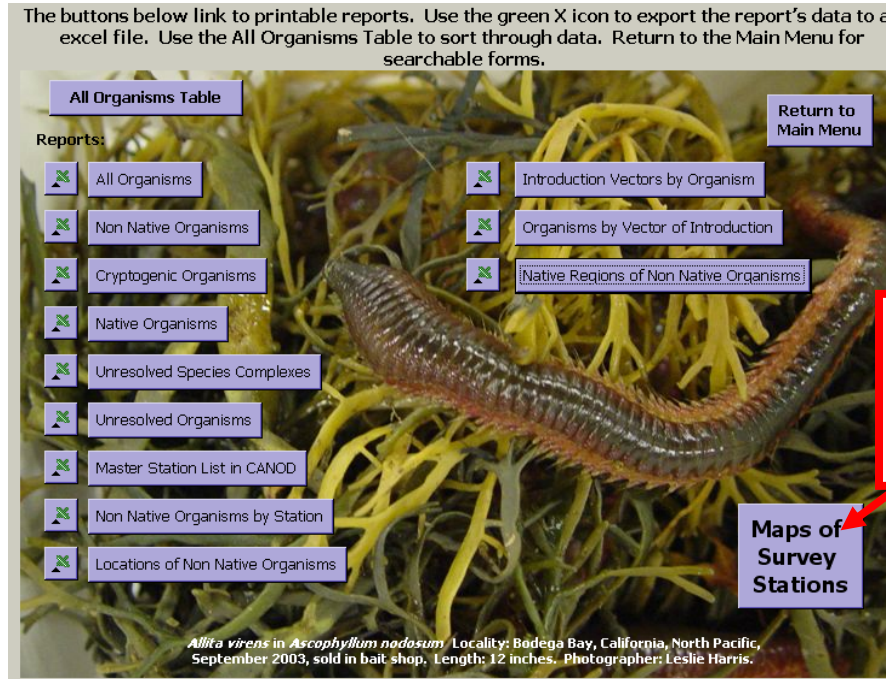 The buttons below link to printable reports. Use the green X icon to export the report's data to a
excel file. Use the All Organisms Table to sort through data. Return to the Main Menu for
searchable forms.
All Organisms Table
Return to
Main Menu
Reports:
All Organisms
Non Native Organisms
Cryptogenic Organisms
Native Organisms
Unresolved Species Complexes
Unresolved Organisms
Master Station List in CANOD
Non Native Organisms by Station
Locations of Non Native Organisms
Introduction Vectors by Organism
Organisms by Vector of Introduction
Native Regions of Non Native Organisms
Maps of
Survey
Stations
Allita virens in Ascophyllum nodosum Locality: Bodega Bay, California, North Pacific,
September 2003, sold in bait shop. Length: 12 inches. Photographer: Leslie Harris.